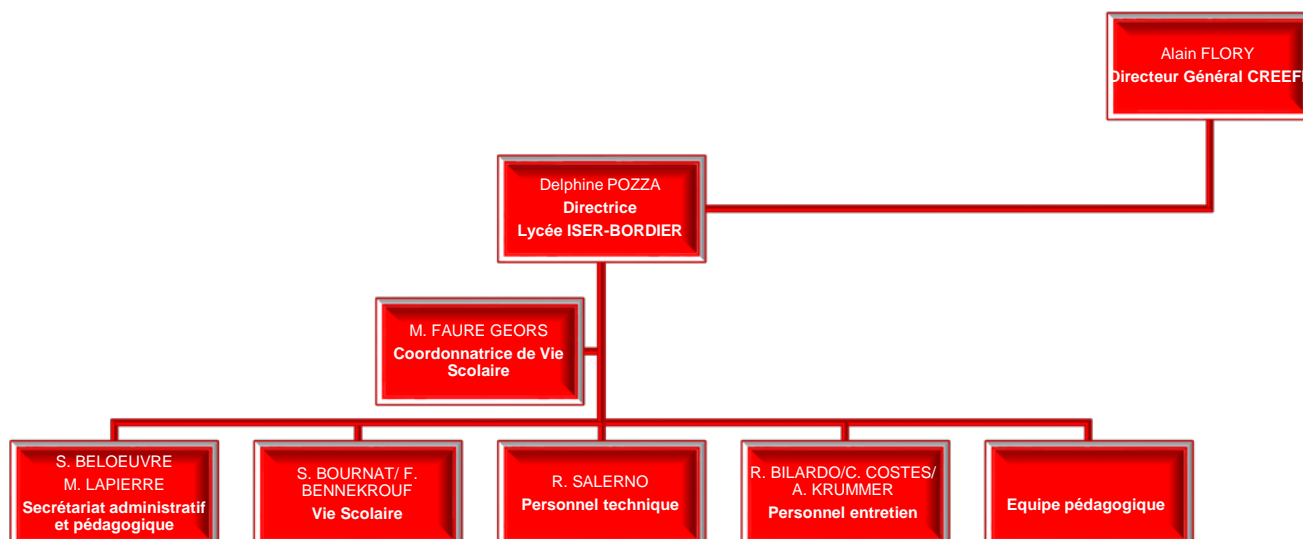 Alain FLORY
Directeur Général CREEFI
Delphine POZZA
Directrice
Lycée ISER-BORDIER
M. FAURE GEORS
Coordonnatrice de Vie
Scolaire
S. BELOEUVRE
M. LAPIERRE
Secrétariat administratif
et pédagogique
S. BOURNAT/ F.
BENNEKROUF
Vie Scolaire
R. SALERNO
Personnel technique
R. BILARDO/C. COSTES/
A. KRUMMER
Personnel entretien
Equipe pédagogique